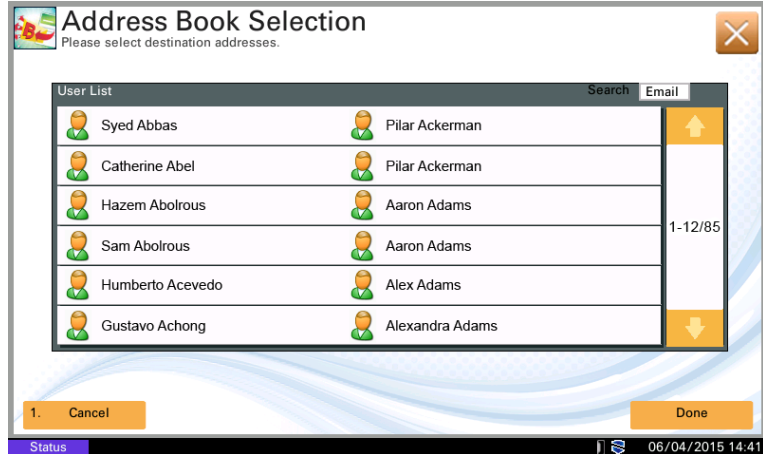 Address Book Selection
Please select destination addresses.
User List Search Email
Syed Abbas Pilar Ackerman
Catherine Abel Pilar Ackerman
Hazem Abolrous Aaron Adams
1-12/85
Sam Abolrous Aaron Adams
Humberto Acevedo Alex Adams
Gustavo Achong Alexandra Adams
1. Cancel Done
Status 06/04/2015 14:41